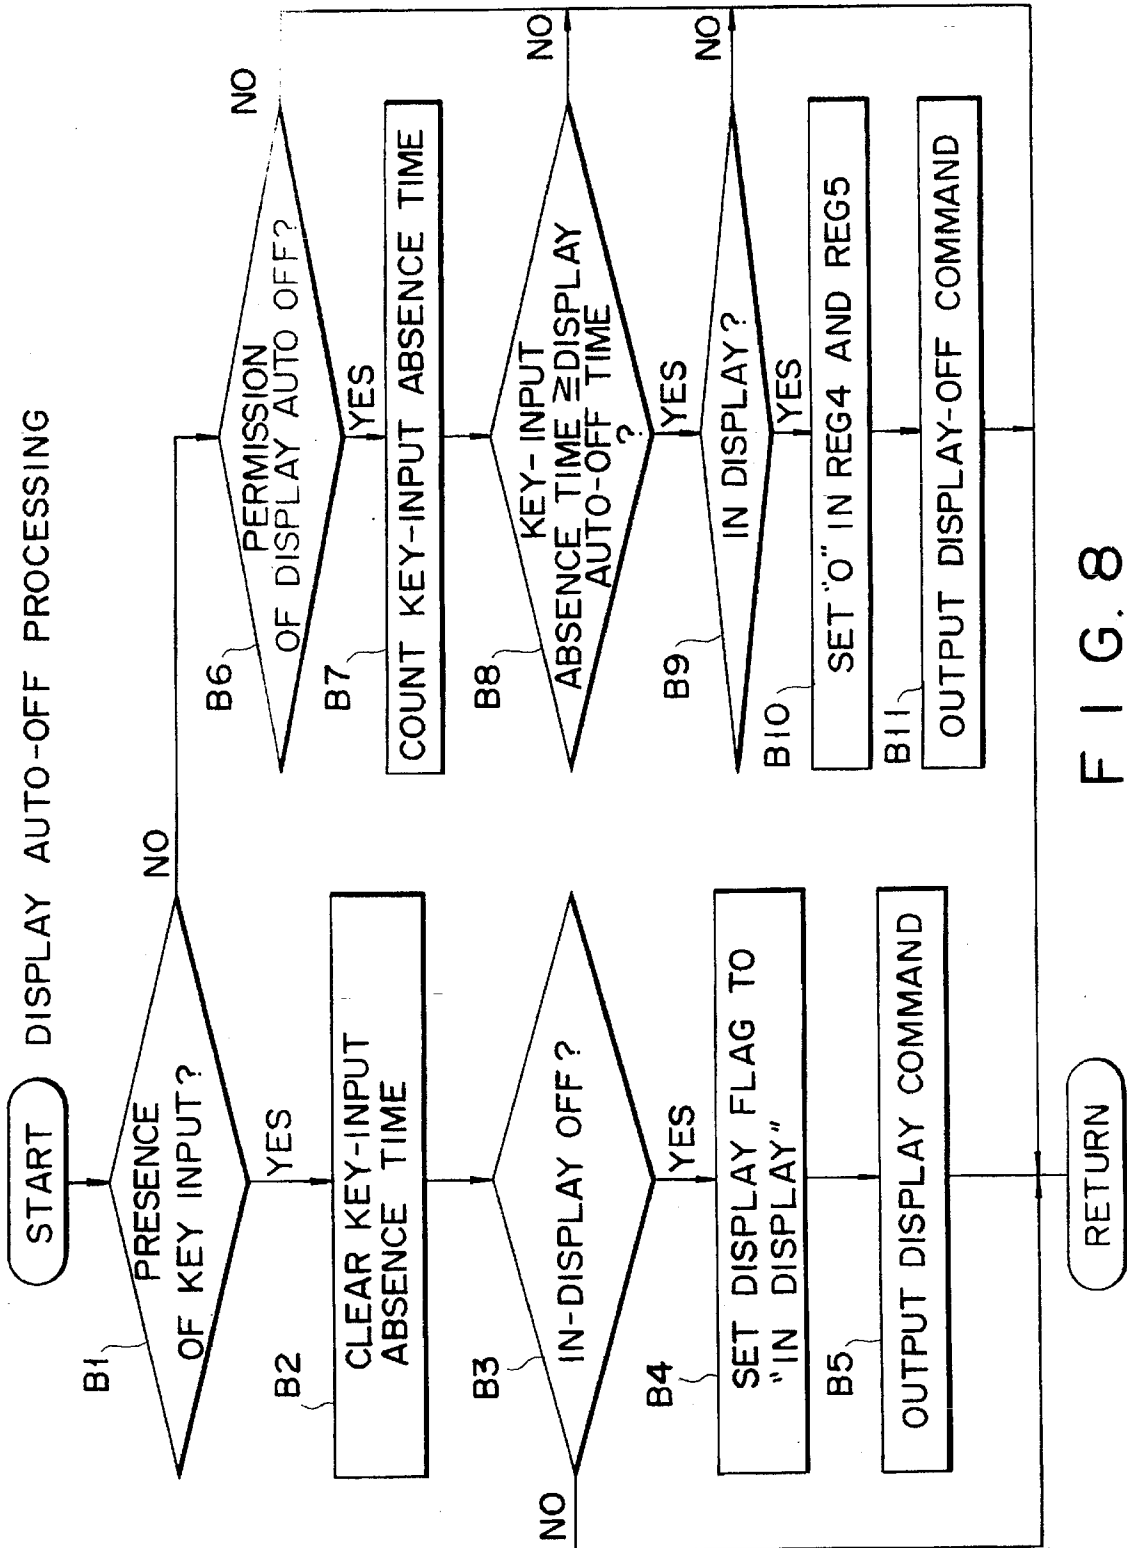 DISPLAY AUTO-OFF PROCESSING
START
B1
PRESENCE
OF KEY INPUT?
NO
YES
B2
CLEAR KEY-INPUT
ABSENCE TIME
B3
IN-DISPLAY OFF?
NO
YES
B4
SET DISPLAY FLAG TO
"IN DISPLAY"
B5
OUTPUT DISPLAY COMMAND
B6
PERMISSION
OF DISPLAY AUTO OFF?
NO
YES
B7
COUNT KEY-INPUT ABSENCE TIME
B8
KEY-INPUT
ABSENCE TIME ≧DISPLAY
AUTO-OFF TIME
?
NO
YES
B9
IN DISPLAY?
NO
YES
B10
SET "0" IN REG4 AND REG5
B11
OUTPUT DISPLAY-OFF COMMAND
RETURN
FIG. 8